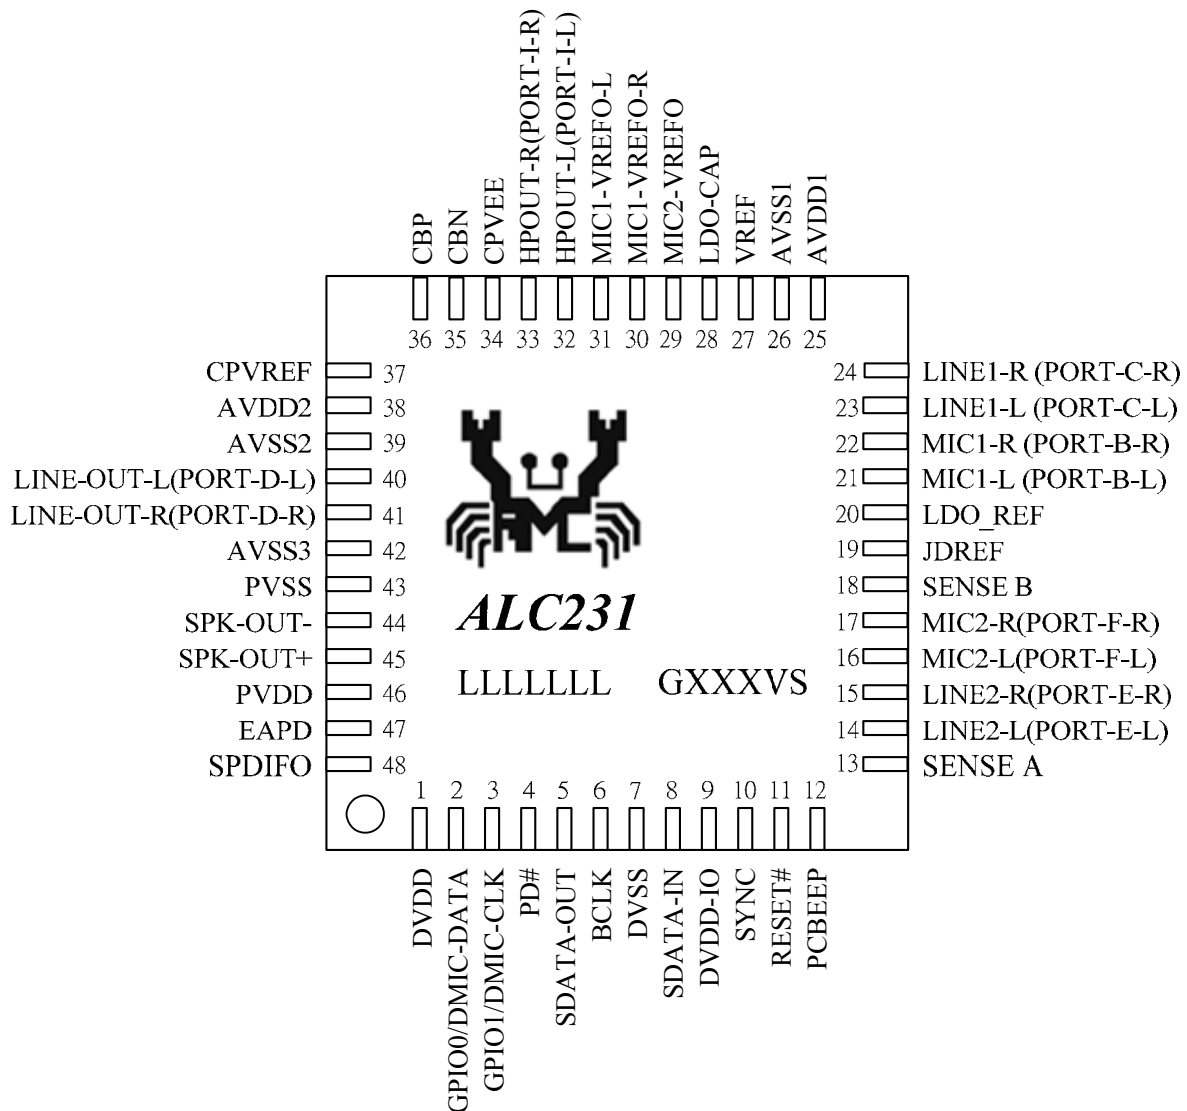 CBP
CBN
CPVEE
HPOUT-R(PORT-I-R)
HPOUT-L(PORT-I-L)
MIC1-VREFO-L
MIC1-VREFO-R
MIC2-VREFO
LDO-CAP
VREF
AVSS1
AVDD1
36 35 34 33 32 31 30 29 28 27 26 25
CPVREF 37
AVDD2 38
AVSS2 39
LINE-OUT-L(PORT-D-L) 40
LINE-OUT-R(PORT-D-R) 41
AVSS3 42
PVSS 43
SPK-OUT- 44
SPK-OUT+ 45
PVDD 46
EAPD 47
SPDIFO 48
ALC231
LLLLLLL GXXXVS
24 LINE1-R (PORT-C-R)
23 LINE1-L (PORT-C-L)
22 MIC1-R (PORT-B-R)
21 MIC1-L (PORT-B-L)
20 LDO_REF
19 JDREF
18 SENSE B
17 MIC2-R(PORT-F-R)
16 MIC2-L(PORT-F-L)
15 LINE2-R(PORT-E-R)
14 LINE2-L(PORT-E-L)
13 SENSE A
1 2 3 4 5 6 7 8 9 10 11 12
DVDD
GPIO0/DMIC-DATA
GPIO1/DMIC-CLK
PD#
SDATA-OUT
BCLK
DVSS
SDATA-IN
DVDD-IO
SYNC
RESET#
PCBEEP